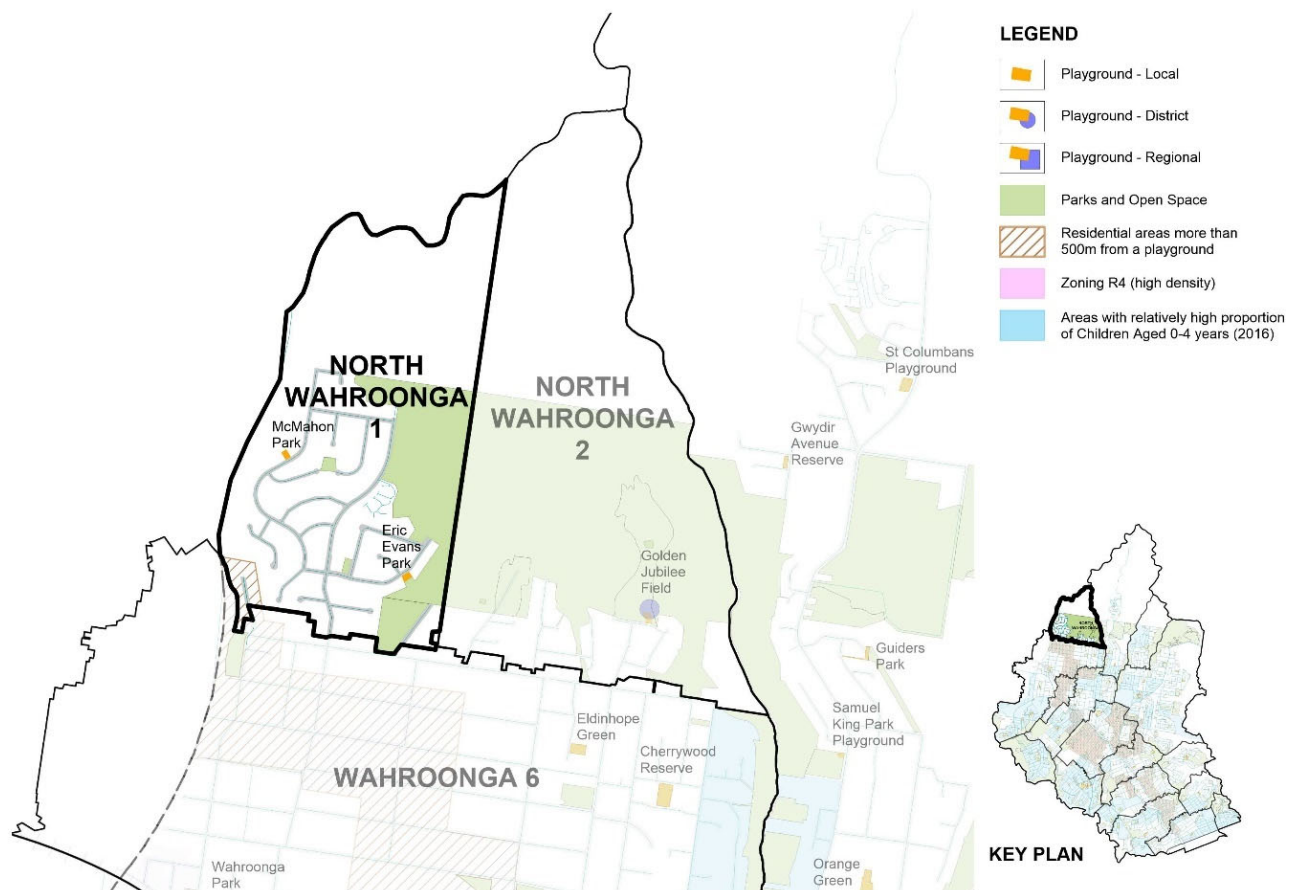 LEGEND
Playground - Local
Playground - District
Playground - Regional
Parks and Open Space
Residential areas more than
500m from a playground
Zoning R4 (high density)
Areas with relatively high proportion
of Children Aged 0-4 years (2016)
NORTH
WAHROONGA
1
McMahon
Park
Eric
Evans
Park
NORTH
WAHROONGA
2
Golden
Jubilee
Field
St Columbans
Playground
Gwydir
Avenue
Reserve
Guiders
Park
Samuel
King Park
Playground
Eldinhope
Green
Cherrywood
Reserve
WAHROONGA 6
Wahroonga
Park
Orange
Green
NORTH
WAHROONGA
KEY PLAN